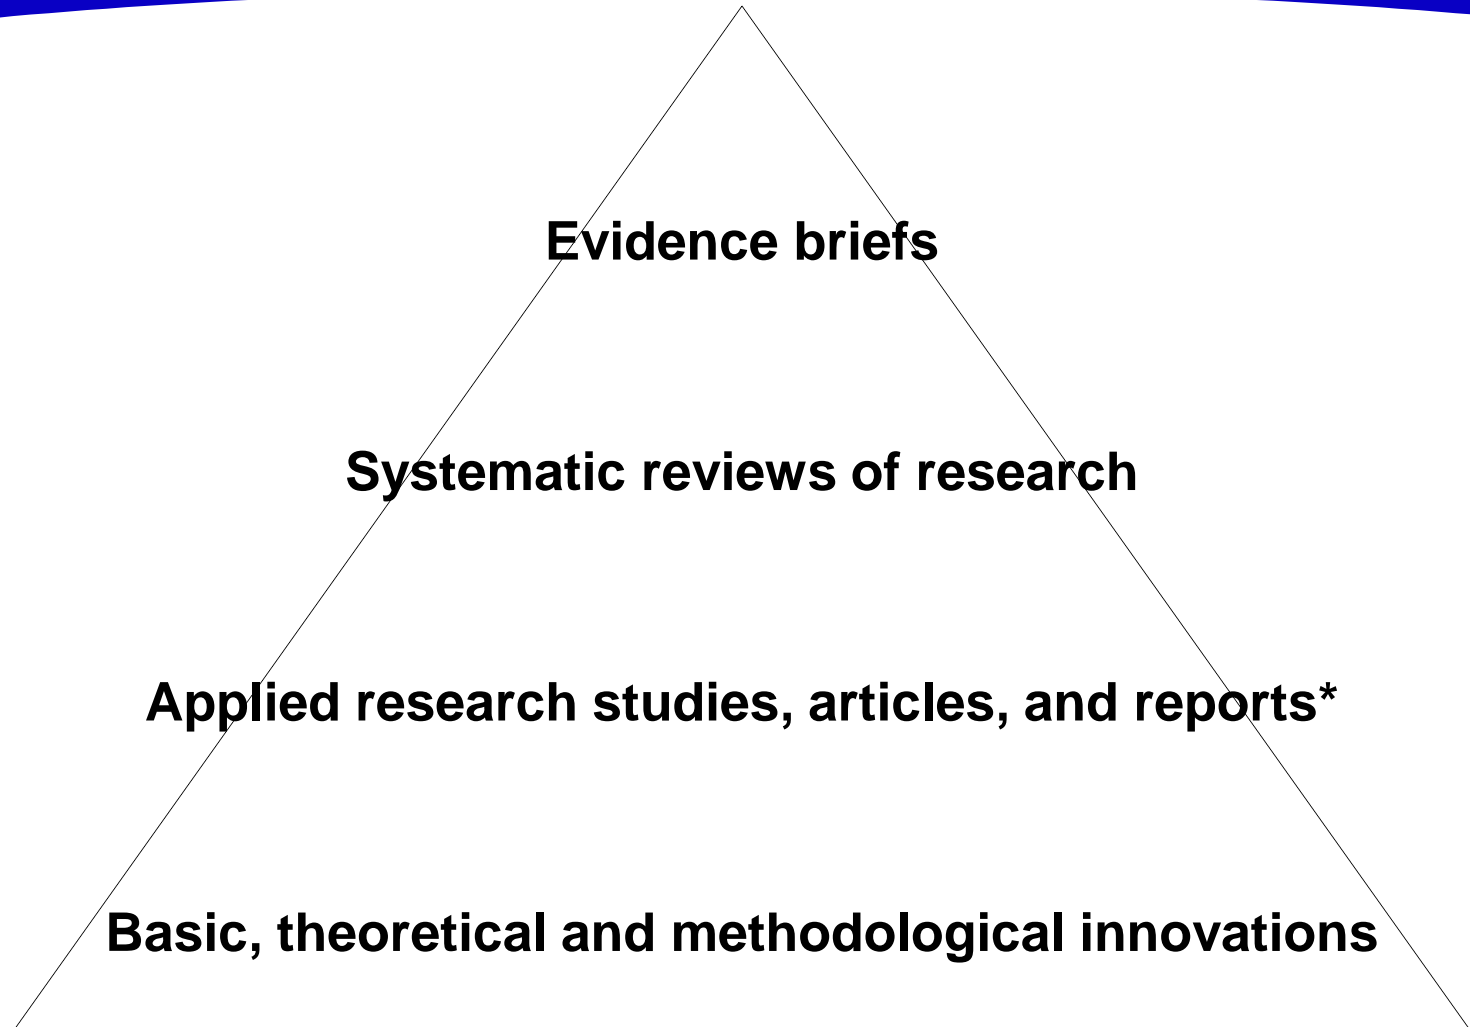 Evidence briefs
Systematic reviews of research
Applied research studies, articles, and reports*
Basic, theoretical and methodological innovations